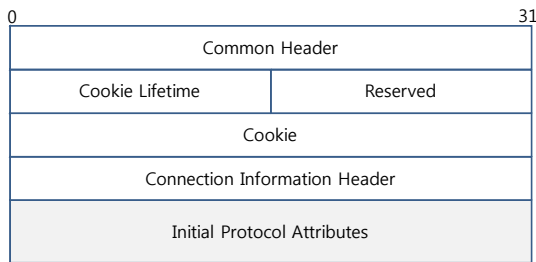 0 31
Common Header
Cookie Lifetime Reserved
Cookie
Connection Information Header
Initial Protocol Attributes